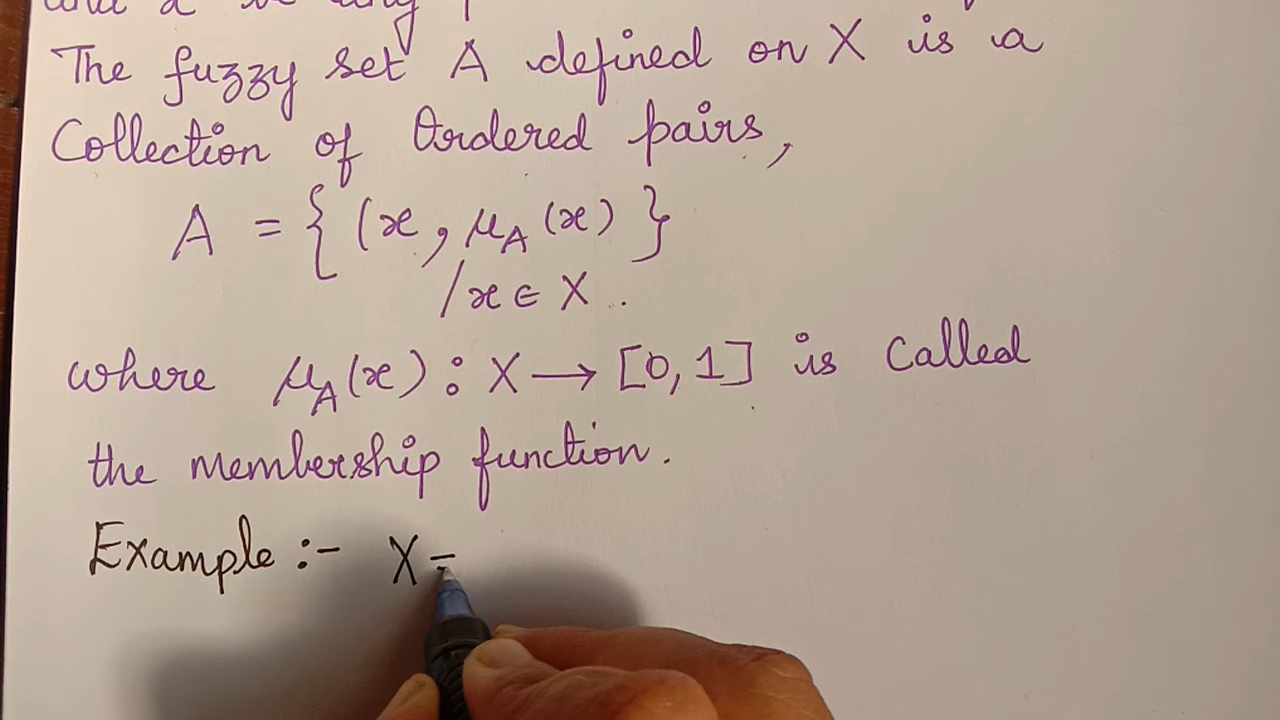 The fuzzy set A defined on X is a
Collection of Ordered pairs,
A = { (x, μA(x) }
/x ∈ X ..
where μA(x) : X → [0, 1] is called
the membership function.
Example :- X =